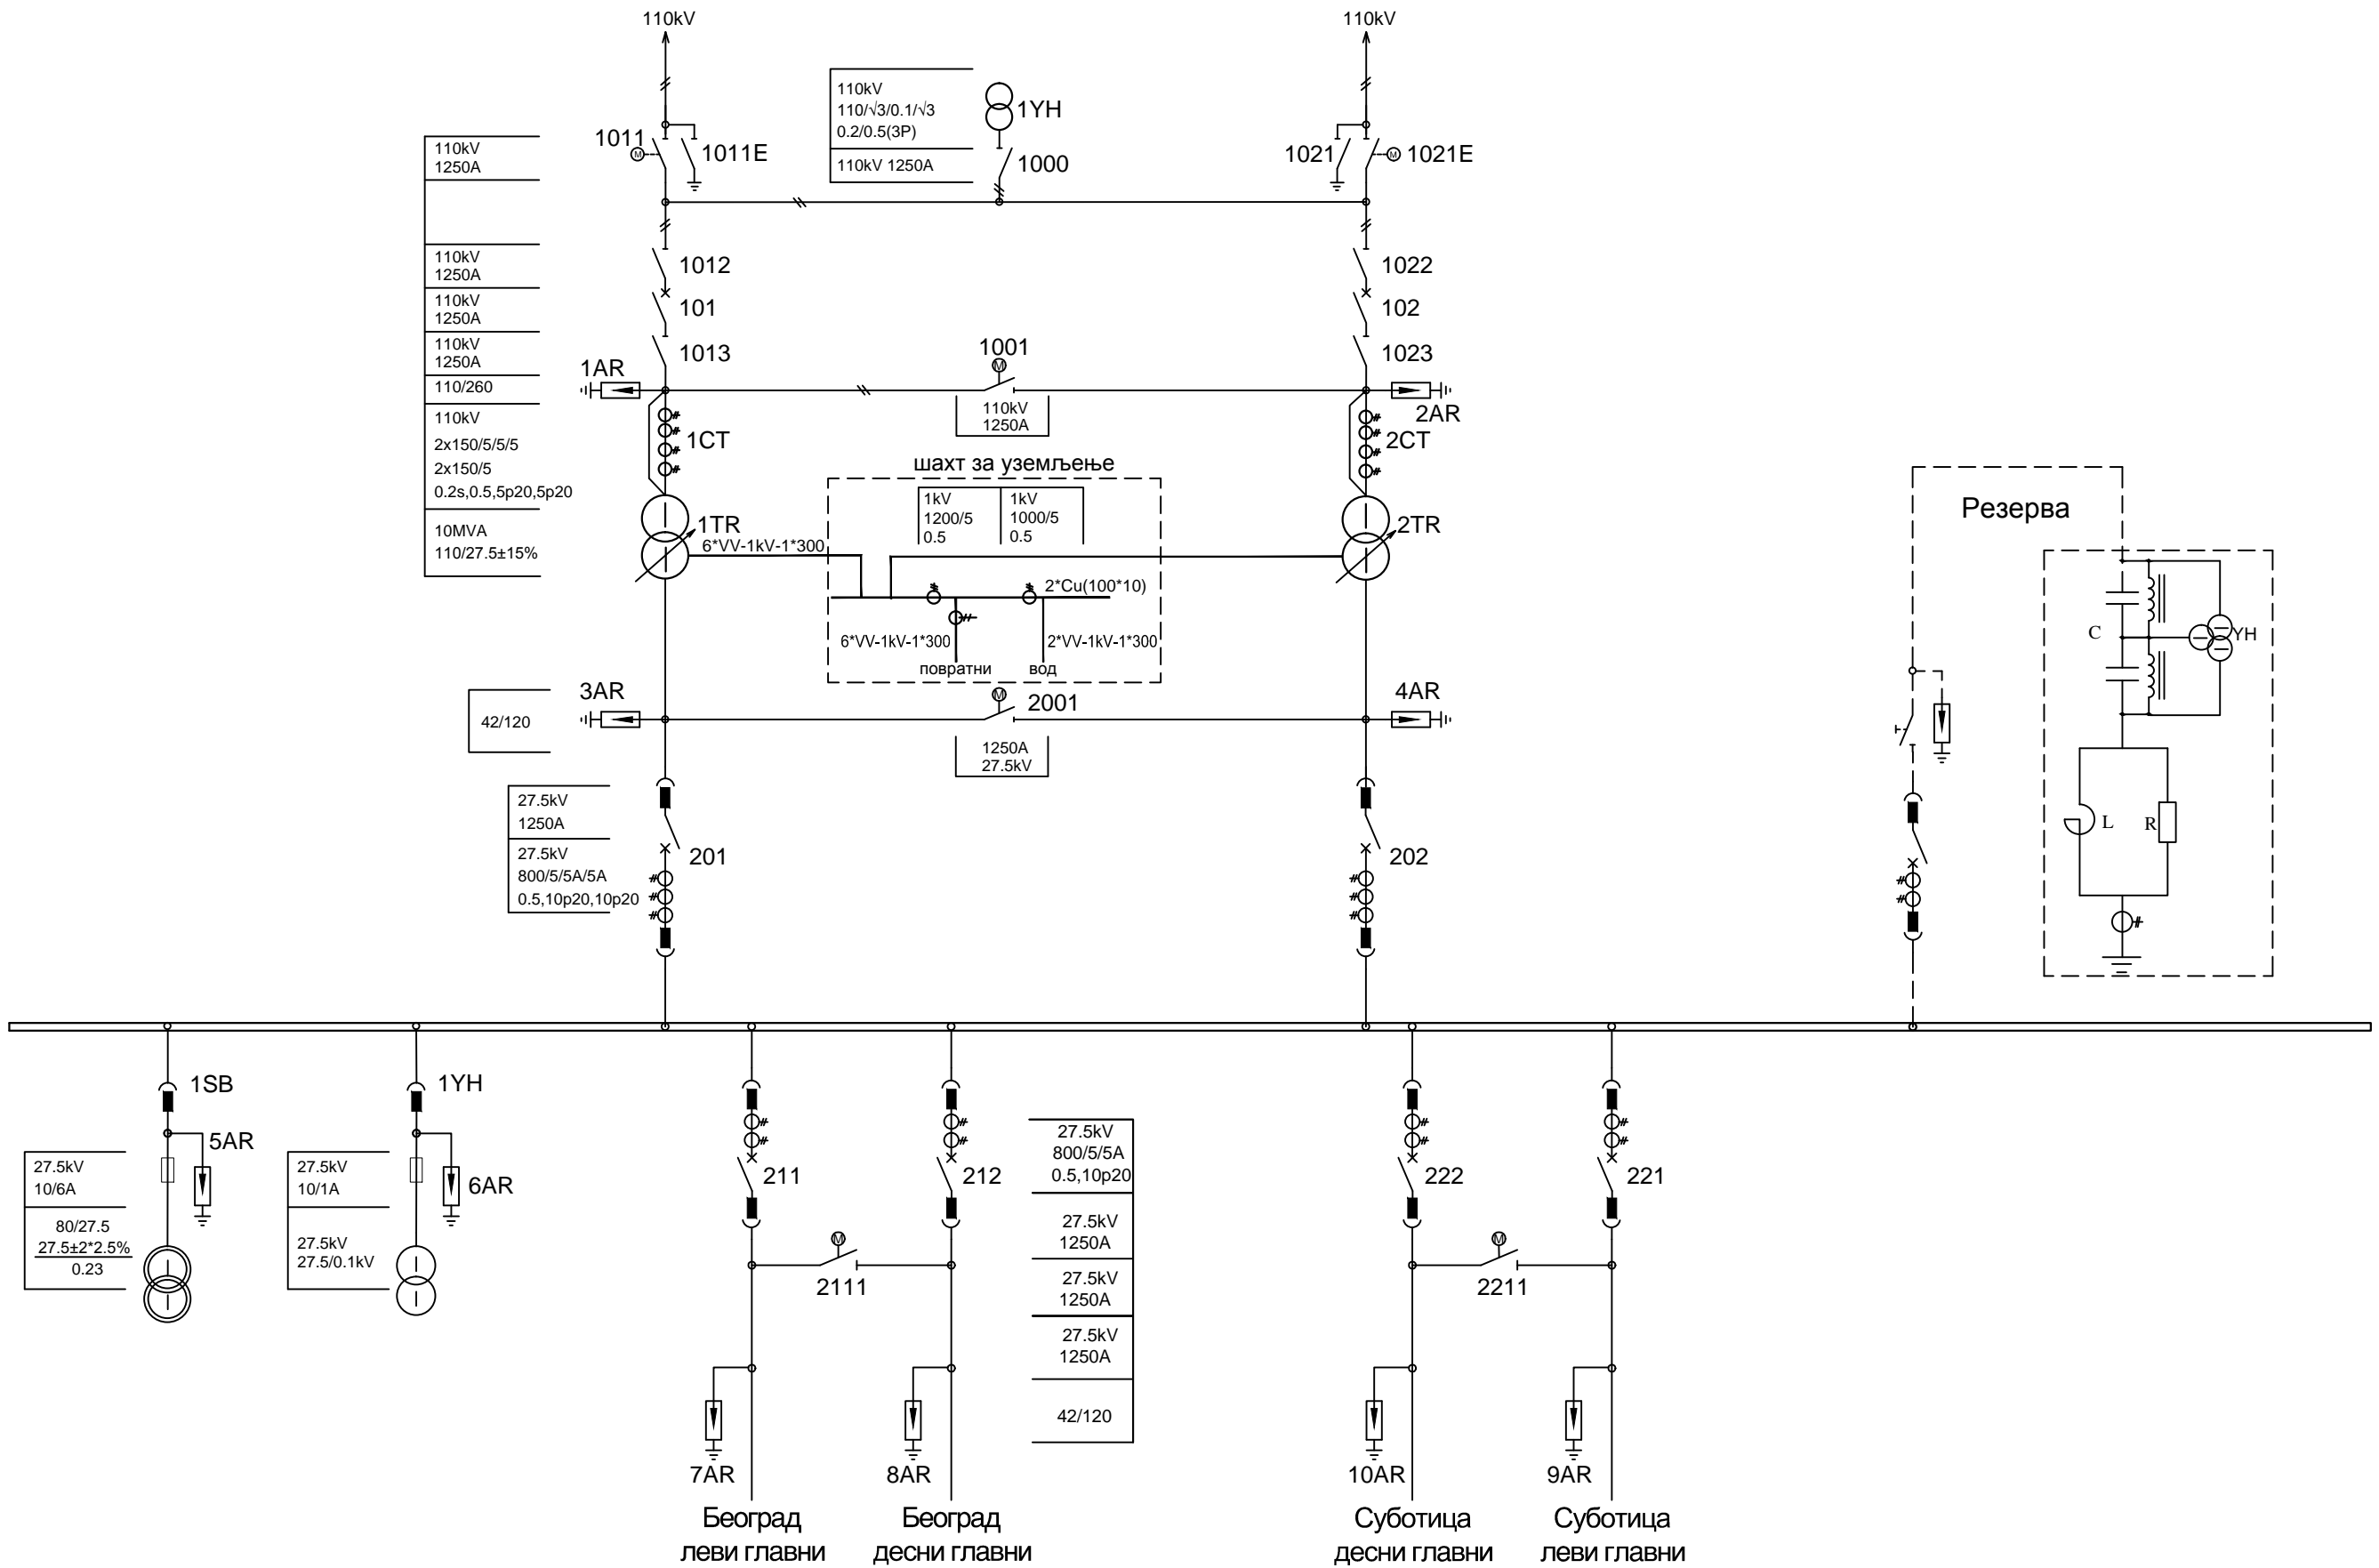 110kV
110kV
110kV
110/√3/0.1/√3
0.2/0.5(3P)
110kV 1250A
1YH
1000
1011
M
1011E
1021
M
1021E
110kV
1250A
110kV
1250A
110kV
1250A
110kV
1250A
110/260
110kV
2x150/5/5/5
2x150/5
0.2s,0.5,5p20,5p20
10MVA
110/27.5±15%
1012
101
1013
1022
102
1023
1AR
1001
M
110kV
1250A
2AR
1CT
2CT
шахт за уземљење
1kV
1200/5
0.5
1kV
1000/5
0.5
1TR
6*VV-1kV-1*300
2TR
2*Cu(100*10)
6*VV-1kV-1*300
2*VV-1kV-1*300
повратни
вод
Резерва
C
YH
L
R
3AR
M
2001
4AR
42/120
1250A
27.5kV
27.5kV
1250A
27.5kV
800/5/5A/5A
0.5,10p20,10p20
201
202
1SB
5AR
27.5kV
10/6A
80/27.5
27.5±2*2.5%
0.23
1YH
6AR
27.5kV
10/1A
27.5kV
27.5/0.1kV
211
212
M
2111
27.5kV
800/5/5A
0.5,10p20
27.5kV
1250A
27.5kV
1250A
27.5kV
1250A
42/120
222
221
M
2211
7AR
8AR
10AR
9AR
Београд
леви главни
Београд
десни главни
Суботица
десни главни
Суботица
леви главни